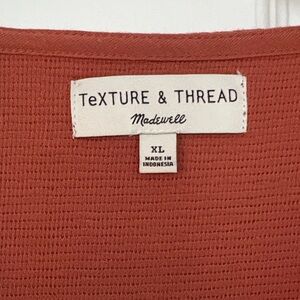 TeXTURE & THREAD
Madewell
XL
MADE IN
INDONESIA